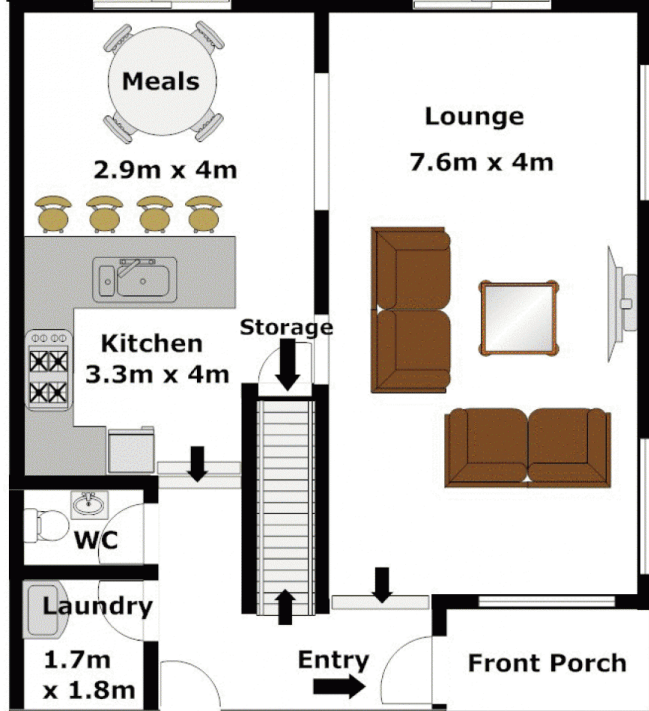 Meals
2.9m x 4m
Lounge
7.6m x 4m
Storage
Kitchen
3.3m x 4m
WC
Laundry
1.7m
x 1.8m
Entry
Front Porch